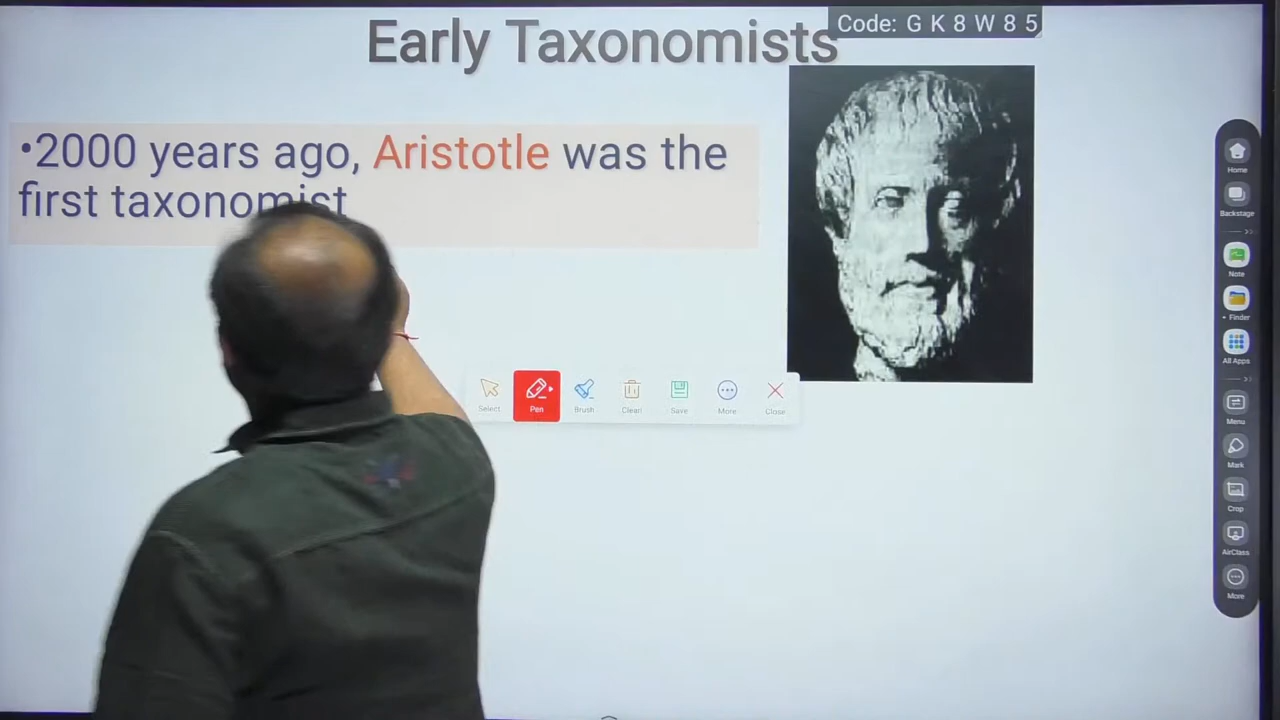 Early Taxonomists
Code: G K 8 W 8 5
•2000 years ago, Aristotle was the
first taxonomist
Select
Pen
Brush
Clean
Save
More
Close
Home
Backstage
Note
Finder
All Apps
Menu
Mark
Crop
AirClass
More